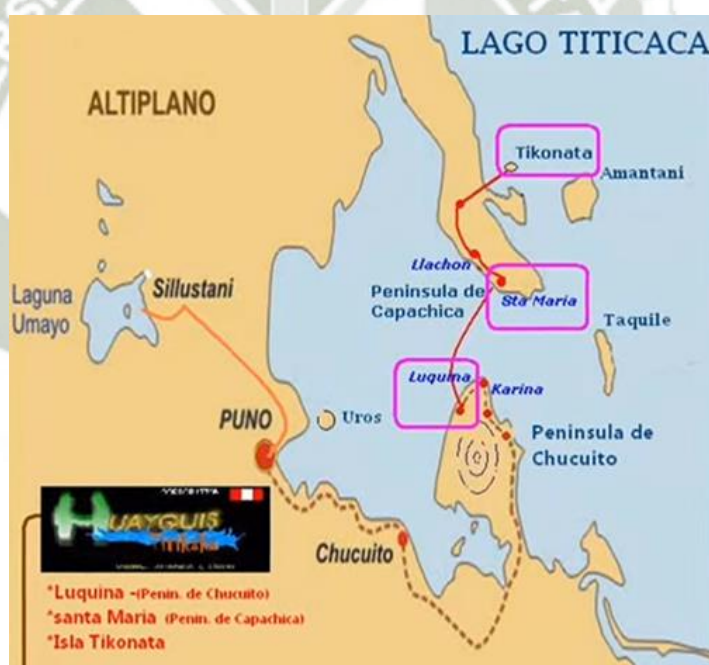 LAGO TITICACA
ALTIPLANO
Tikonata
Amantani
Llachon
Sillustani
Laguna
Umayo
Peninsula de
Capachica
Sta Maria
Taquile
Luquina
Karina
PUNO
Uros
Peninsula de
Chucuito
HUAYQUIS
Chucuito
*Luquina -(Penin. de Chucuito)
*santa Maria (Penin. de Capachica)
*Isla Tikonata